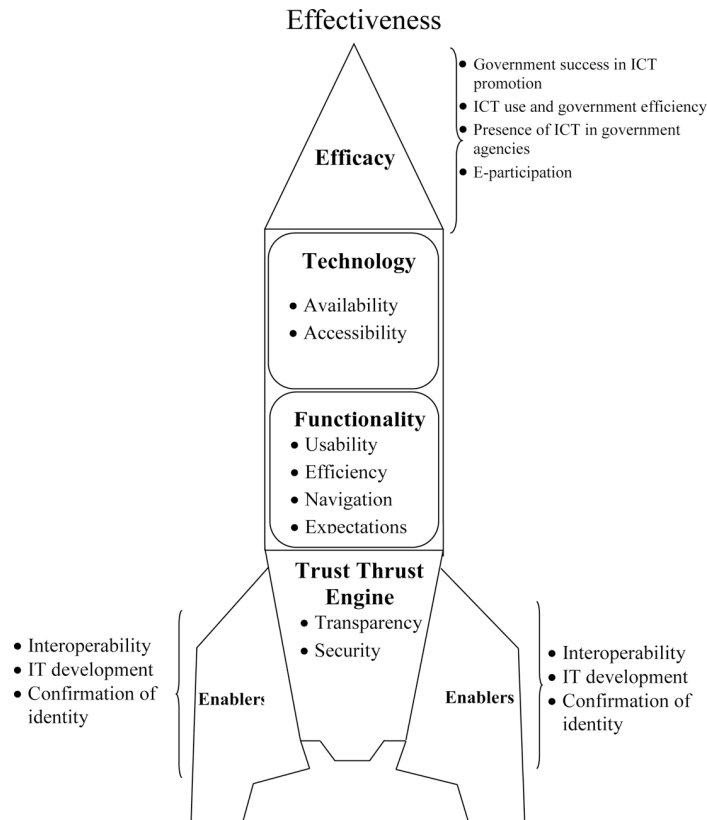 Effectiveness
Efficacy
• Government success in ICT
promotion
• ICT use and government efficiency
• Presence of ICT in government
agencies
• E-participation
Technology
• Availability
• Accessibility
Functionality
• Usability
• Efficiency
• Navigation
• Expectations
Trust Thrust
Engine
• Transparency
• Security
• Interoperability
• IT development
• Confirmation of
identity
Enablers
Enablers
• Interoperability
• IT development
• Confirmation of
identity